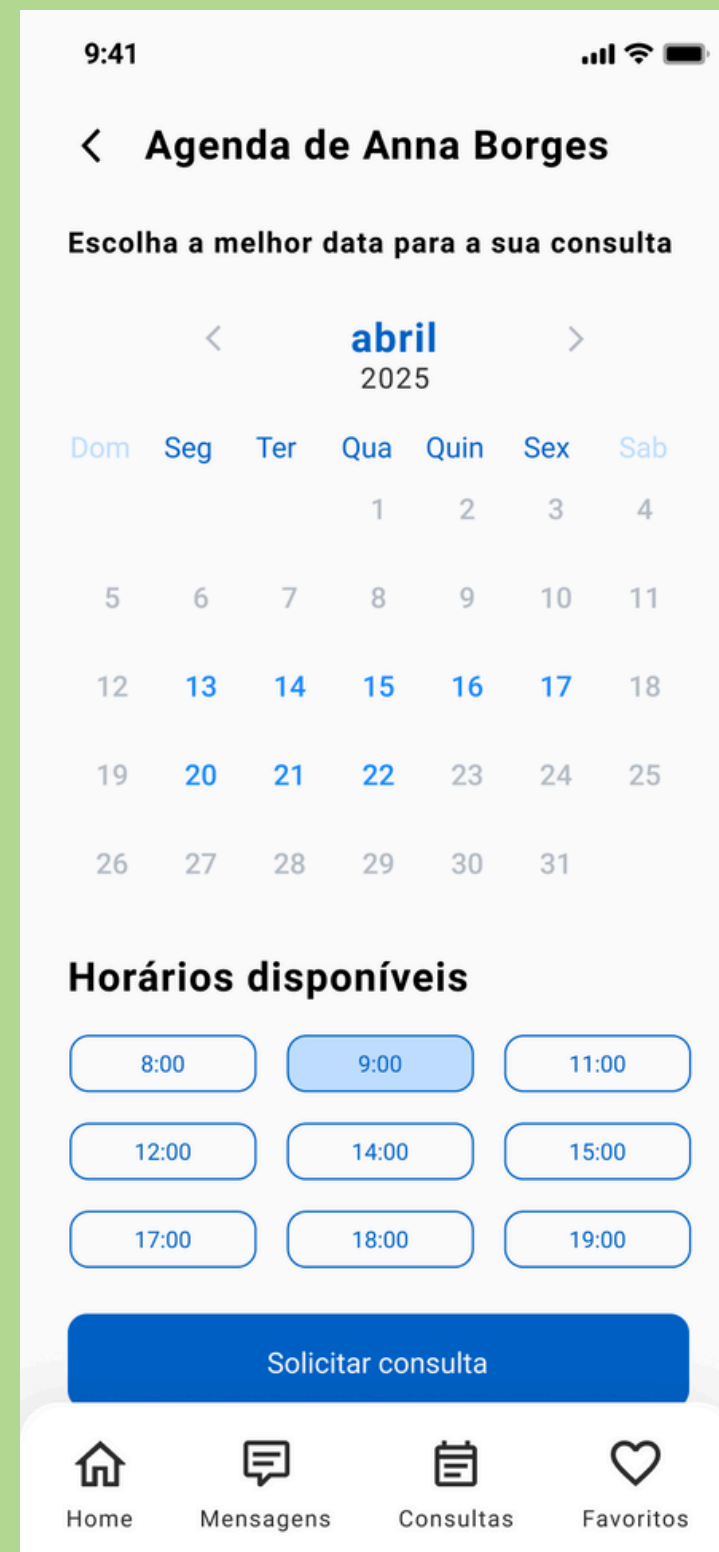 9:41
Agenda de Anna Borges
Escolha a melhor data para a sua consulta
abril
2025
Dom Seg Ter Qua Quin Sex Sab
1 2 3 4
5 6 7 8 9 10 11
12 13 14 15 16 17 18
19 20 21 22 23 24 25
26 27 28 29 30 31
Horários disponíveis
8:00 9:00 11:00
12:00 14:00 15:00
17:00 18:00 19:00
Solicitar consulta
Home Mensagens Consultas Favoritos